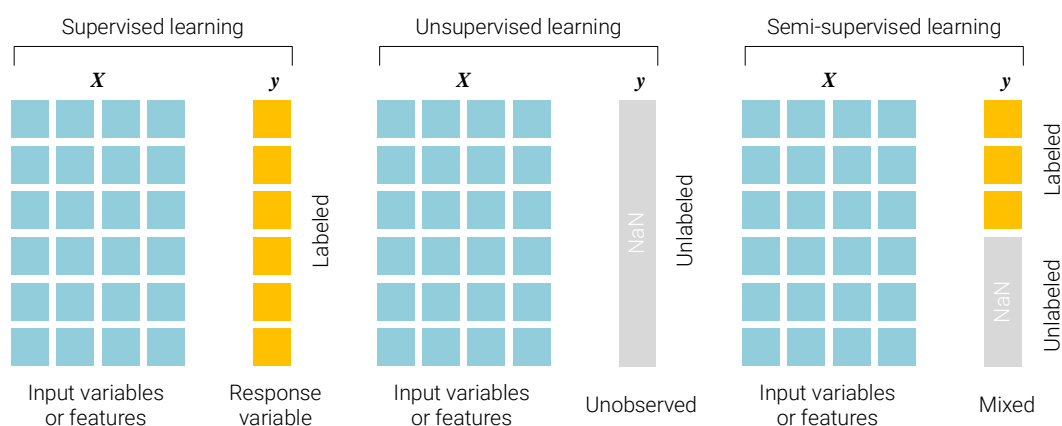 Supervised learning
X
y
Labeled
Input variables
or features
Response
variable
Unsupervised learning
X
y
NaN
Unlabeled
Input variables
or features
Unobserved
Semi-supervised learning
X
y
Labeled
NaN
Unlabeled
Input variables
or features
Mixed